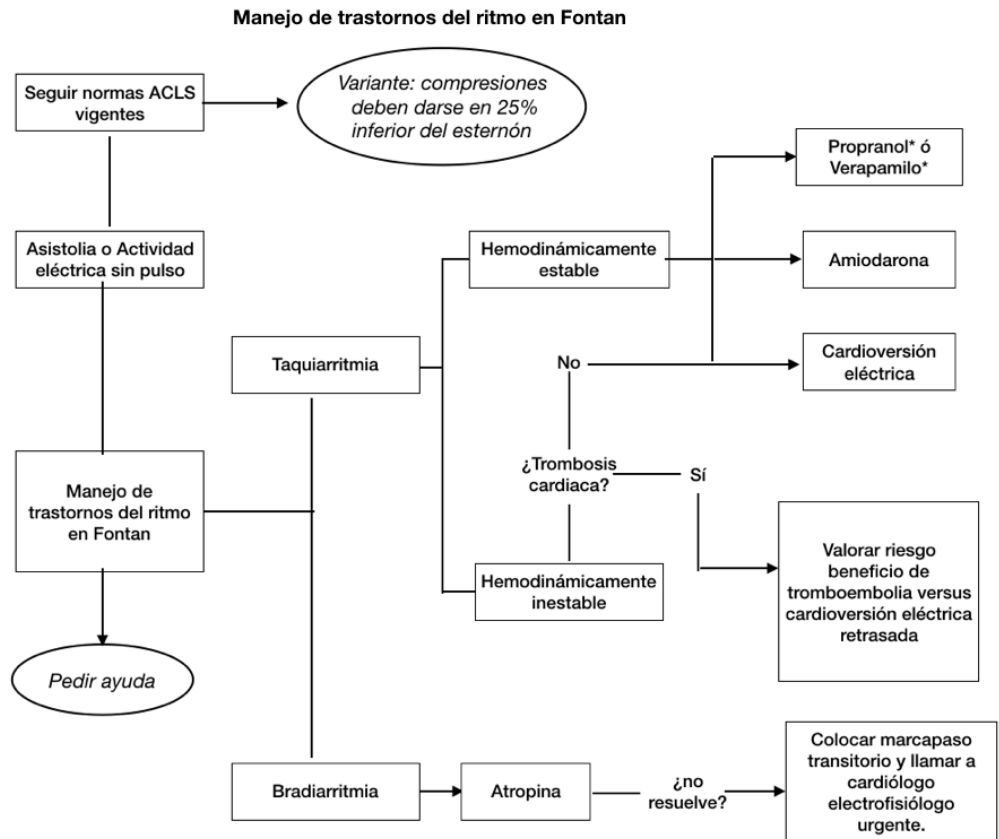 Manejo de trastornos del ritmo en Fontan
Seguir normas ACLS
vigentes
Variante: compresiones
deben darse en 25%
inferior del esternón
Propranol* ó
Verapamilo*
Asistolia o Actividad
eléctrica sin pulso
Hemodinámicamente
estable
Amiodarona
Taquiarritmia
No
Cardioversión
eléctrica
¿Trombosis
cardiaca?
Sí
Manejo de
trastornos del ritmo
en Fontan
Hemodinámicamente
inestable
Valorar riesgo
beneficio de
tromboembolia versus
cardioversión eléctrica
retrasada
Pedir ayuda
Bradiarritmia
Atropina
¿no
resuelve?
Colocar marcapaso
transitorio y llamar a
cardiólogo
electrofisiólogo
urgente.